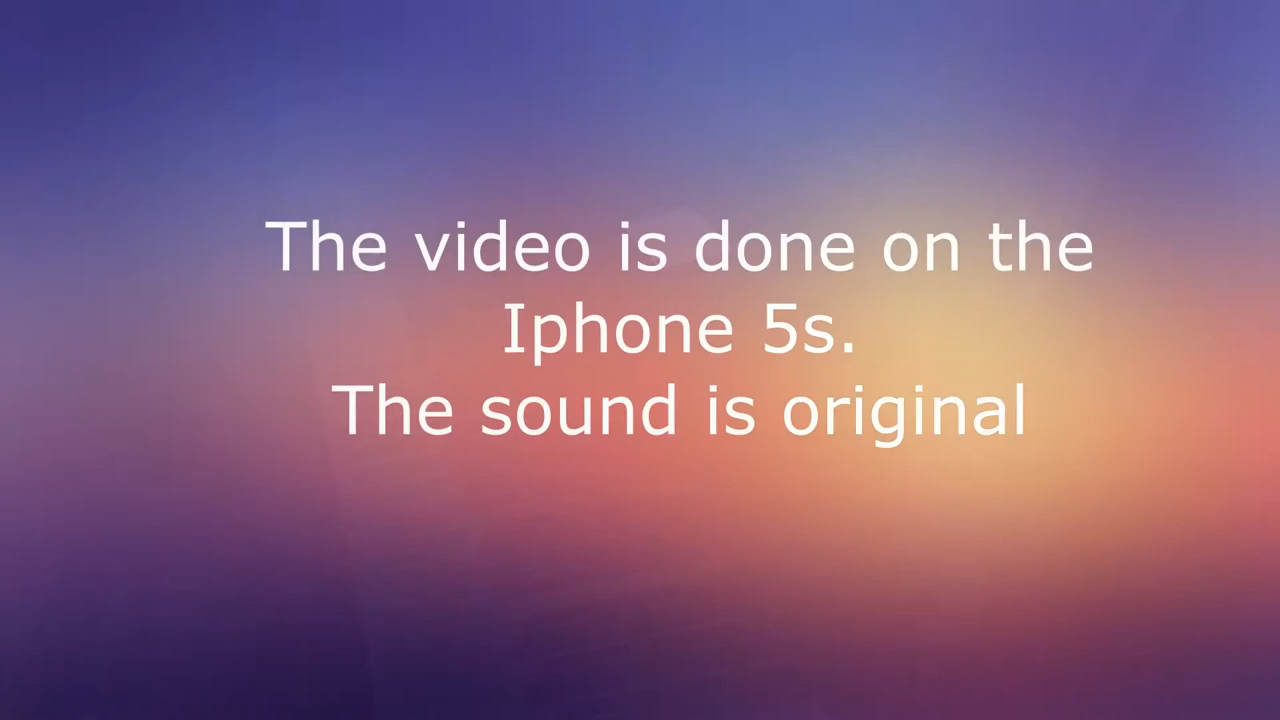 The video is done on the
Iphone 5s.
The sound is original